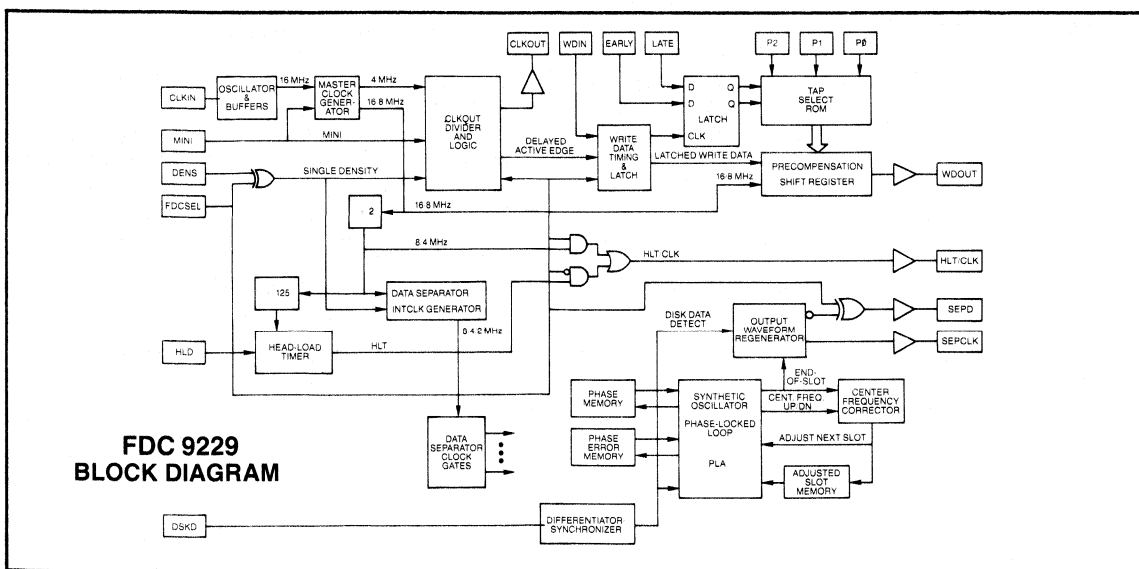 CLKOUT
WDIN
EARLY
LATE
P2
P1
PØ
CLKIN
OSCILLATOR
&
BUFFERS
16 MHz
MASTER
CLOCK
GENER-
ATOR
4 MHz
16·8 MHz
CLKOUT
DIVIDER
AND
LOGIC
D
Q
D
Q
LATCH
CLK
TAP
SELECT
ROM
MINI
MINI
DELAYED
ACTIVE EDGE
WRITE
DATA
TIMING
&
LATCH
LATCHED WRITE DATA
PRECOMPENSATION
SHIFT REGISTER
WDOUT
DENS
SINGLE DENSITY
16·8 MHz
FDCSEL
2
16 8 MHz
8 4 MHz
HLT CLK
HLT/CLK
125
DATA SEPARATOR
INTCLK GENERATOR
DISK DATA
DETECT
OUTPUT
WAVEFORM
REGENERATOR
SEPD
SEPCLK
8·4·2 MHz
HLD
HEAD-LOAD
TIMER
HLT
END-
OF-SLOT
CENT. FREQ.
UP·DN
PHASE
MEMORY
SYNTHETIC
OSCILLATOR
PHASE-LOCKED
LOOP
PLA
CENTER
FREQUENCY
CORRECTOR
PHASE
ERROR
MEMORY
ADJUST NEXT SLOT
ADJUSTED
SLOT
MEMORY
DATA
SEPARATOR
CLOCK
GATES
FDC 9229
BLOCK DIAGRAM
DSKD
DIFFERENTIATOR-
SYNCHRONIZER